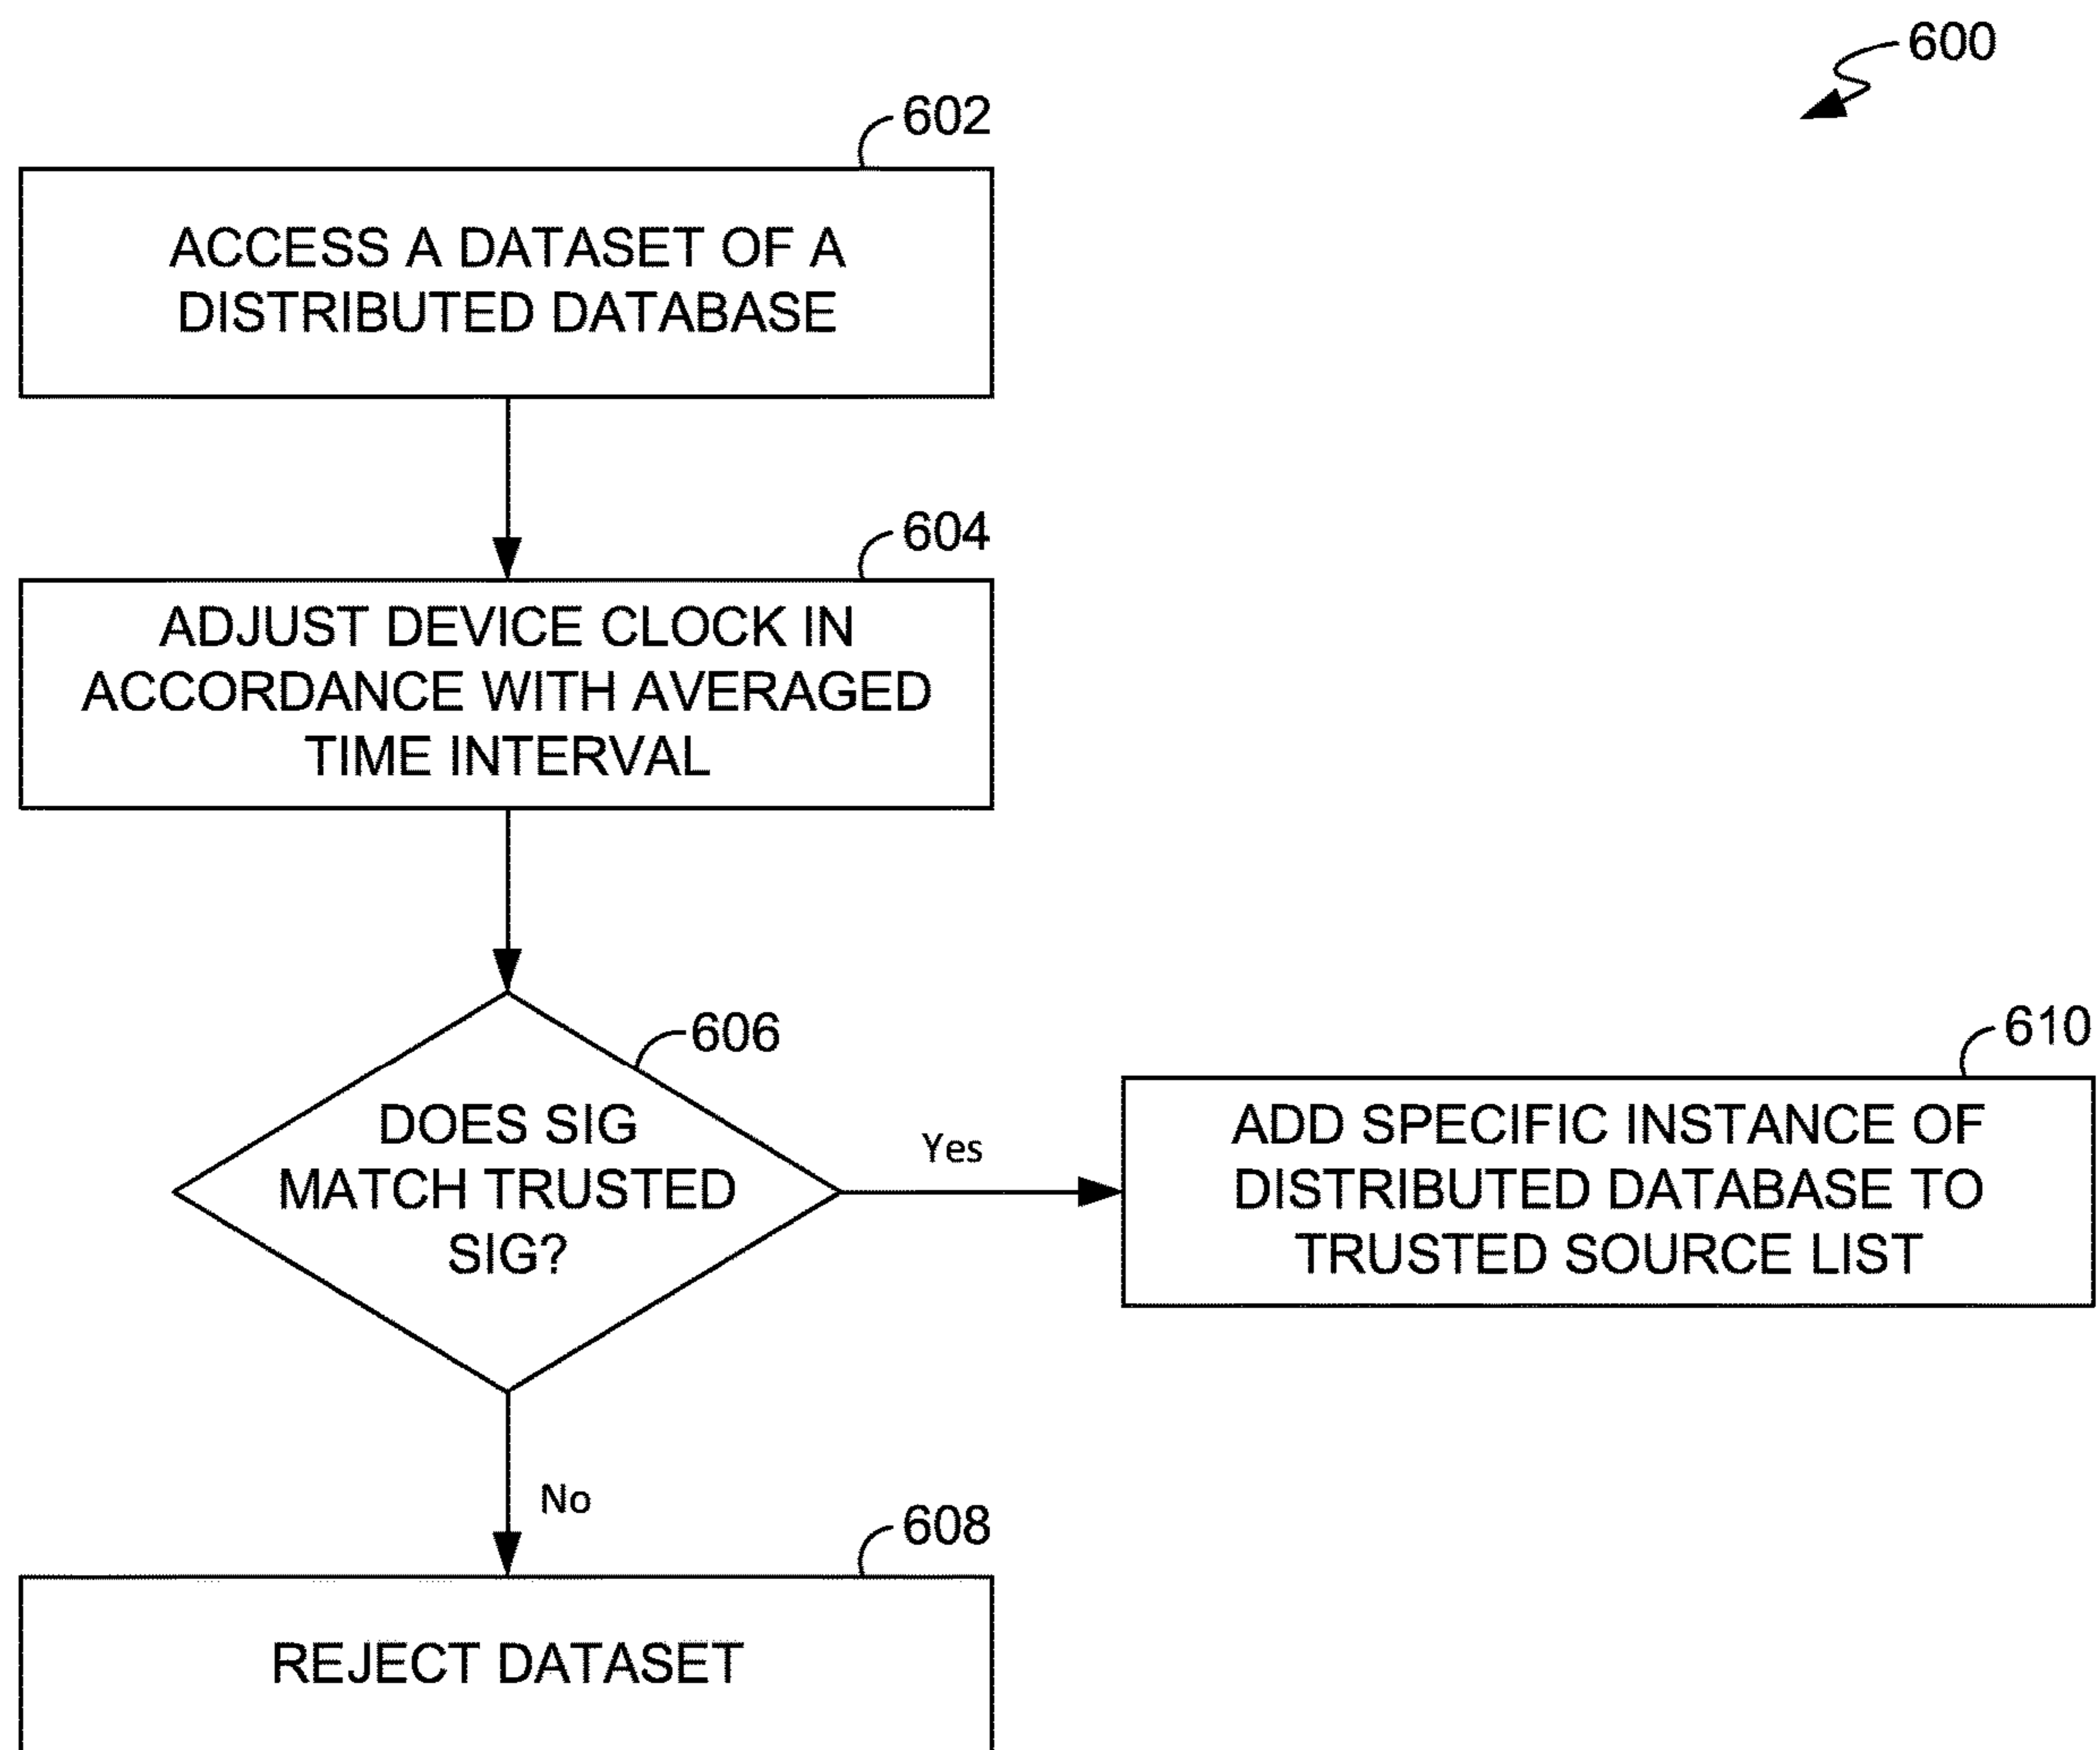 600
602
ACCESS A DATASET OF A
DISTRIBUTED DATABASE
604
ADJUST DEVICE CLOCK IN
ACCORDANCE WITH AVERAGED
TIME INTERVAL
606
DOES SIG
MATCH TRUSTED
SIG?
Yes
610
ADD SPECIFIC INSTANCE OF
DISTRIBUTED DATABASE TO
TRUSTED SOURCE LIST
No
608
REJECT DATASET